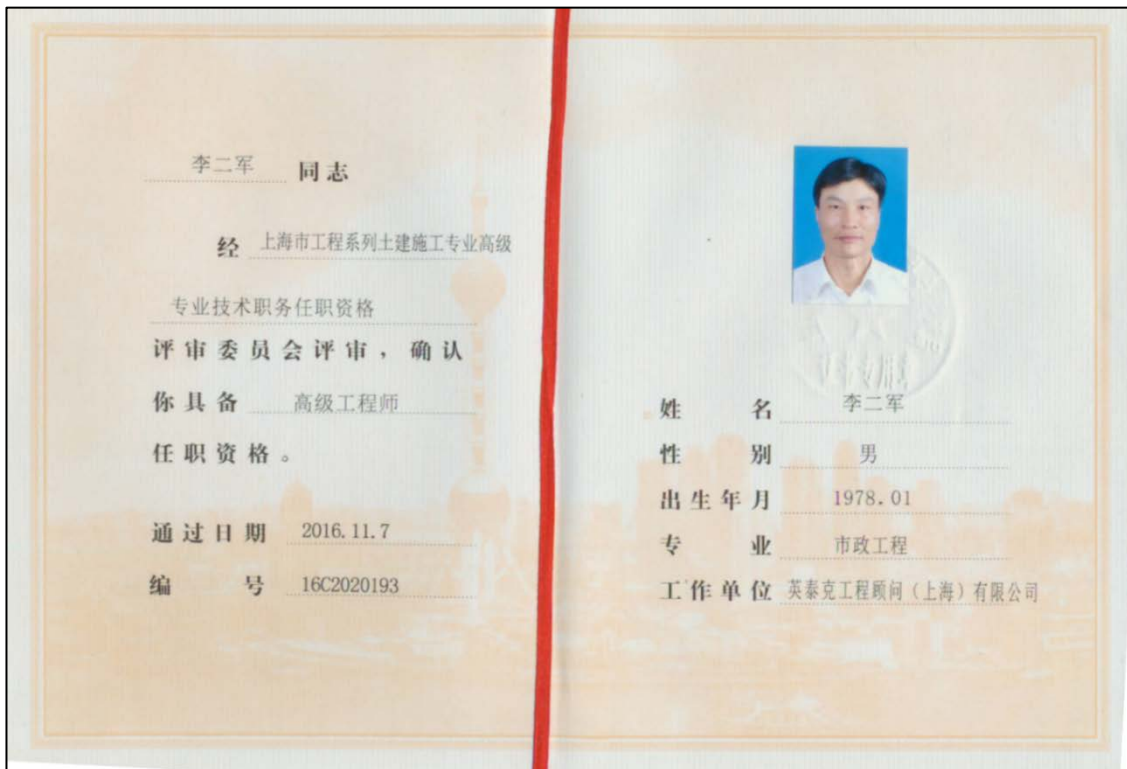 李二军 同志
经 上海市工程系列土建施工专业高级
专业技术职务任职资格
评审委员会评审，确认
你具备 高级工程师
任职资格。
通过日期 2016.11.7
编号 16C2020193
证书专用章
姓名 李二军
性别 男
出生年月 1978.01
专业 市政工程
工作单位 英泰克工程顾问（上海）有限公司